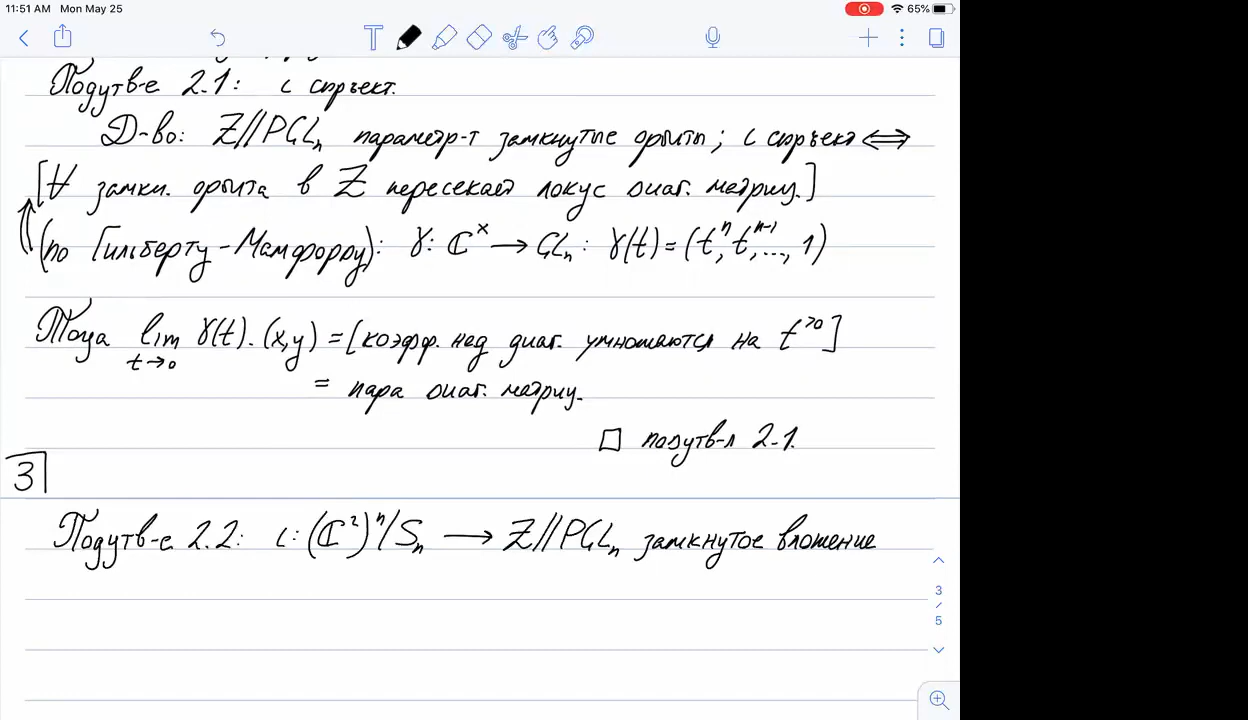 11:51 AM Mon May 25
65%
Подутв-е 2.1: ι сюръект.
Д-во: Z//PGLₙ параметр-т замкнутые орбиты; ι сюръект ⟺
[∀ замкн. орбита в Z пересекает локус диаг. матриц.]
(по Гильберту-Мамфорду): γ: ℂˣ → GLₙ : γ(t) = (tⁿ, tⁿ⁻¹, ..., 1)
Тогда lim γ(t).(x,y) = [коэфф. над диаг. умножаются на t^{>0}]
t→0
= пара диаг. матриц.
□ подутв-я 2.1.
3
Подутв-е 2.2: ι: (ℂ²)ⁿ/Sₙ → Z//PGLₙ замкнутое вложение
3
/
5